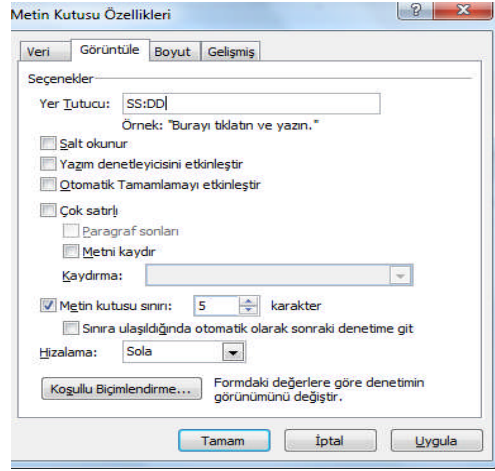 Metin Kutusu Özellikleri
Veri Görüntüle Boyut Gelişmiş
Seçenekler
Yer Tutucu: SS:DD
Örnek: "Burayı tıklatın ve yazın."
Salt okunur
Yazım denetleyicisini etkinleştir
Otomatik Tamamlamayı etkinleştir
Çok satırlı
Paragraf sonları
Metni kaydır
Kaydırma:
Metin kutusu sınırı: 5 karakter
Sınıra ulaşıldığında otomatik olarak sonraki denetime git
Hizalama: Sola
Koşullu Biçimlendirme... Formdaki değerlere göre denetimin
görünümünü değiştir.
Tamam İptal Uygula